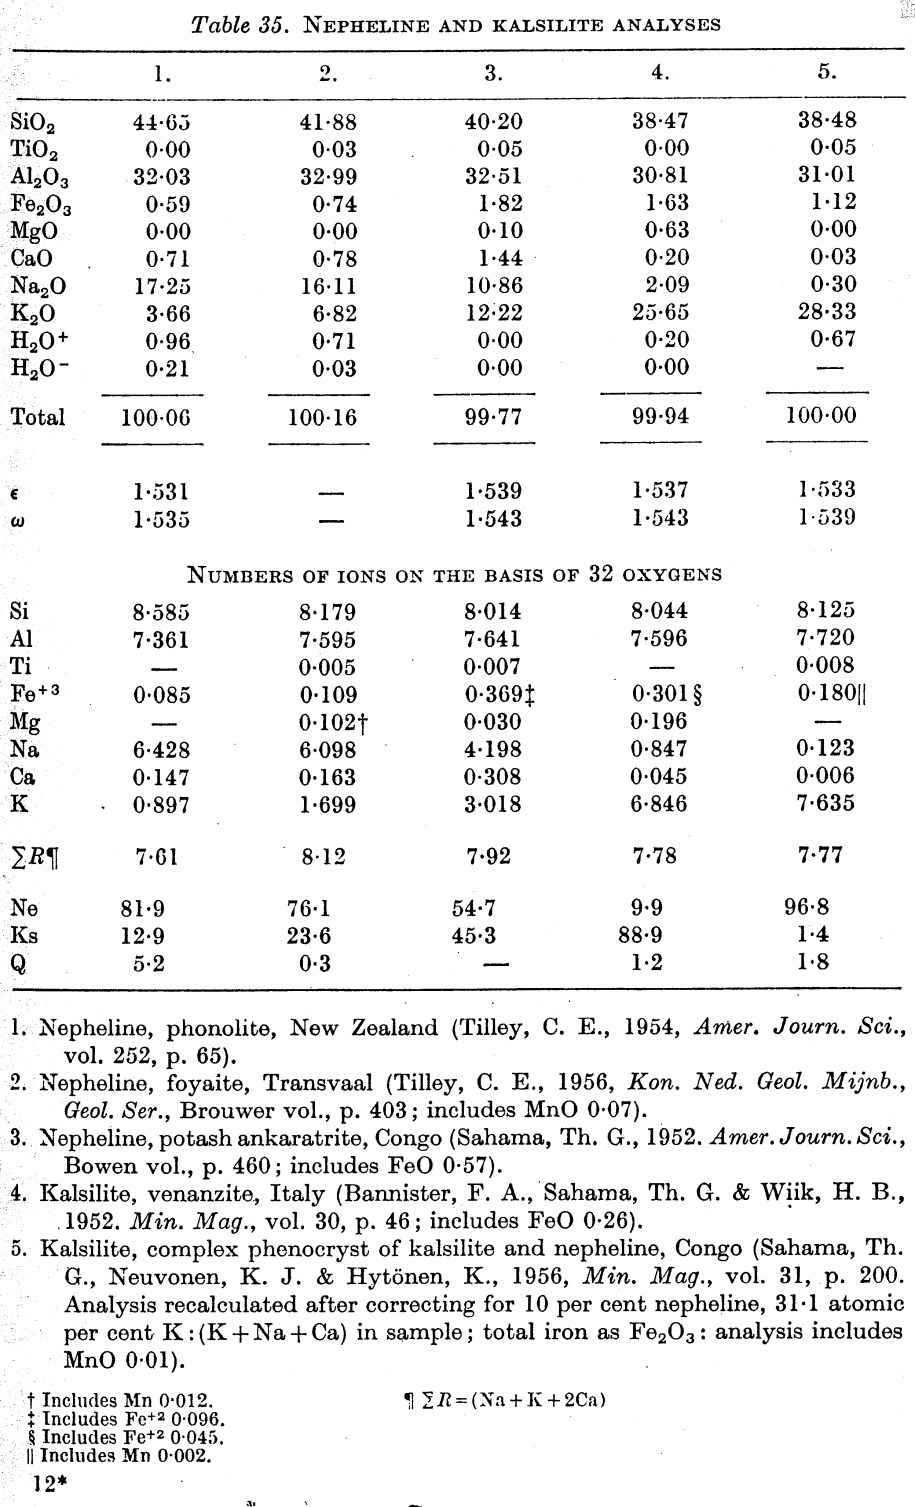 Table 35. NEPHELINE AND KALSILITE ANALYSES
1. 2. 3. 4. 5.
SiO₂ 44·65 41·88 40·20 38·47 38·48
TiO₂ 0·00 0·03 0·05 0·00 0·05
Al₂O₃ 32·03 32·99 32·51 30·81 31·01
Fe₂O₃ 0·59 0·74 1·82 1·63 1·12
MgO 0·00 0·00 0·10 0·63 0·00
CaO 0·71 0·78 1·44 0·20 0·03
Na₂O 17·25 16·11 10·86 2·09 0·30
K₂O 3·66 6·82 12·22 25·65 28·33
H₂O⁺ 0·96 0·71 0·00 0·20 0·67
H₂O⁻ 0·21 0·03 0·00 0·00 —
Total 100·06 100·16 99·77 99·94 100·00
ϵ 1·531 — 1·539 1·537 1·533
ω 1·535 — 1·543 1·543 1·539
NUMBERS OF IONS ON THE BASIS OF 32 OXYGENS
Si 8·585 8·179 8·014 8·044 8·125
Al 7·361 7·595 7·641 7·596 7·720
Ti — 0·005 0·007 — 0·008
Fe⁺³ 0·085 0·109 0·369‡ 0·301§ 0·180||
Mg — 0·102† 0·030 0·196 —
Na 6·428 6·098 4·198 0·847 0·123
Ca 0·147 0·163 0·308 0·045 0·006
K 0·897 1·699 3·018 6·846 7·635
∑R¶ 7·61 8·12 7·92 7·78 7·77
Ne 81·9 76·1 54·7 9·9 96·8
Ks 12·9 23·6 45·3 88·9 1·4
Q 5·2 0·3 — 1·2 1·8
1. Nepheline, phonolite, New Zealand (Tilley, C. E., 1954, Amer. Journ. Sci.,
vol. 252, p. 65).
2. Nepheline, foyaite, Transvaal (Tilley, C. E., 1956, Kon. Ned. Geol. Mijnb.,
Geol. Ser., Brouwer vol., p. 403; includes MnO 0·07).
3. Nepheline, potash ankaratrite, Congo (Sahama, Th. G., 1952. Amer. Journ. Sci.,
Bowen vol., p. 460; includes FeO 0·57).
4. Kalsilite, venanzite, Italy (Bannister, F. A., Sahama, Th. G. & Wiik, H. B.,
1952. Min. Mag., vol. 30, p. 46; includes FeO 0·26).
5. Kalsilite, complex phenocryst of kalsilite and nepheline, Congo (Sahama, Th.
G., Neuvonen, K. J. & Hytönen, K., 1956, Min. Mag., vol. 31, p. 200.
Analysis recalculated after correcting for 10 per cent nepheline, 31·1 atomic
per cent K:(K+Na+Ca) in sample; total iron as Fe₂O₃: analysis includes
MnO 0·01).
† Includes Mn 0·012. ¶ ∑R=(Na+K+2Ca)
‡ Includes Fe⁺² 0·096.
§ Includes Fe⁺² 0·045.
|| Includes Mn 0·002.
12*